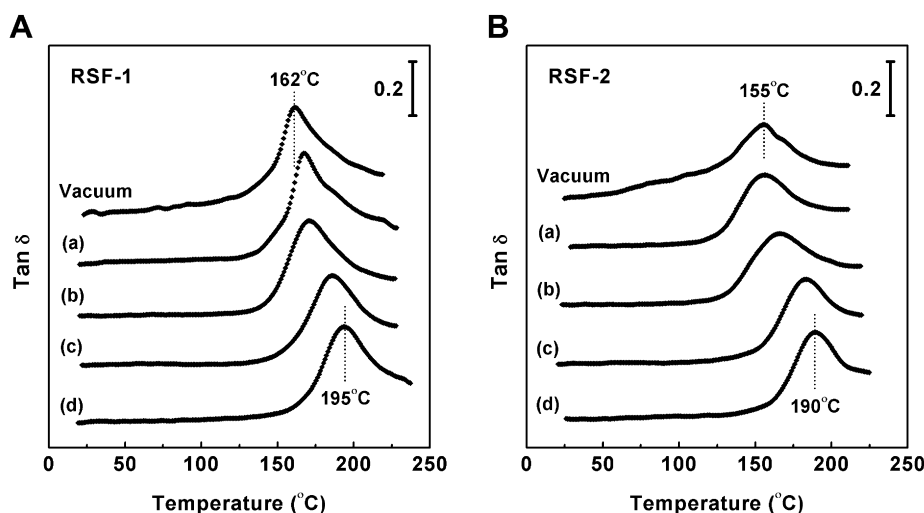 A
RSF-1
162°C
0.2
Vacuum
(a)
(b)
(c)
(d)
195°C
Tan δ
0 50 100 150 200 250
Temperature (°C)
B
RSF-2
155°C
0.2
Vacuum
(a)
(b)
(c)
(d)
190°C
Tan δ
0 50 100 150 200 250
Temperature (°C)